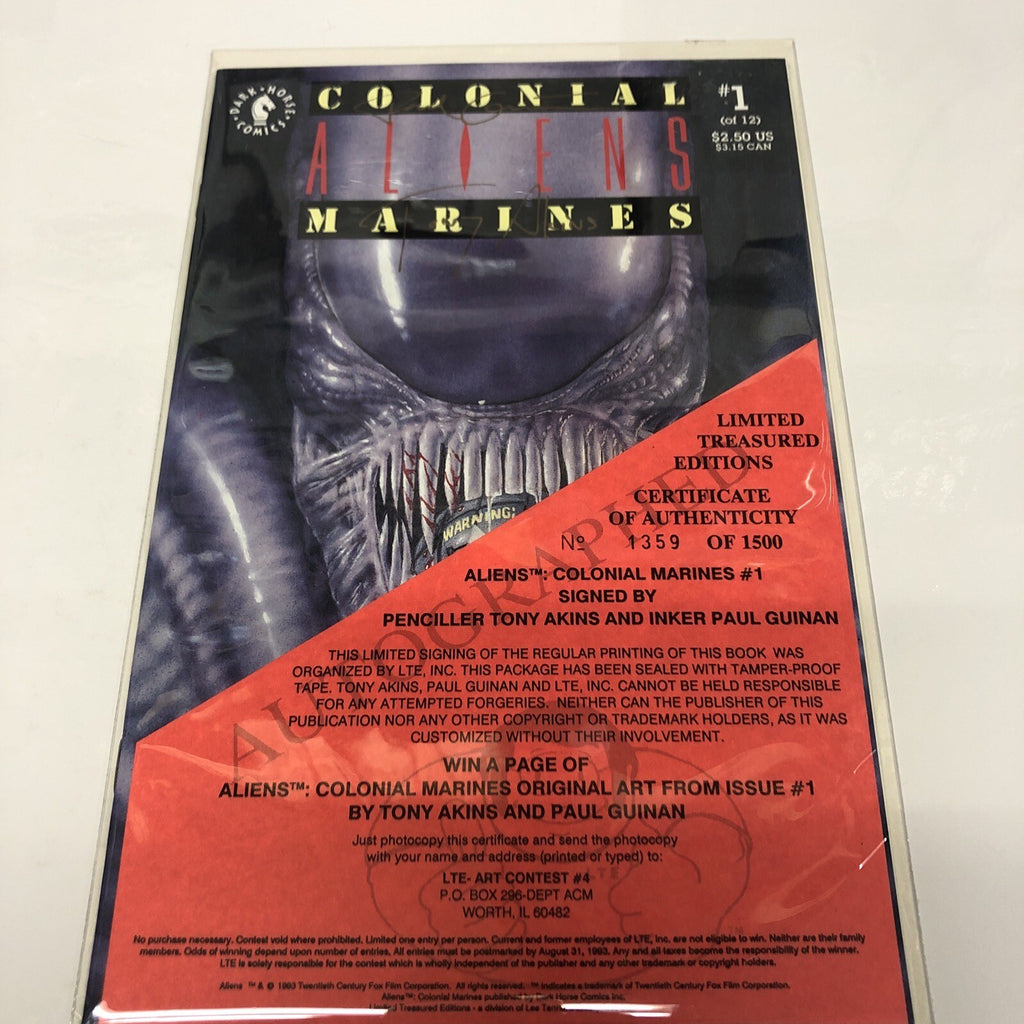 DARK HORSE COMICS
COLONIAL
ALIENS
MARINES
#1
(of 12)
$2.50 US
$3.15 CAN
Tony Akins
WARNING:
LIMITED
TREASURED
EDITIONS
CERTIFICATE
OF AUTHENTICITY
№ 1359 OF 1500
AUTOGRAPHED
ALIENS™: COLONIAL MARINES #1
SIGNED BY
PENCILLER TONY AKINS AND INKER PAUL GUINAN
THIS LIMITED SIGNING OF THE REGULAR PRINTING OF THIS BOOK WAS
ORGANIZED BY LTE, INC. THIS PACKAGE HAS BEEN SEALED WITH TAMPER-PROOF
TAPE. TONY AKINS, PAUL GUINAN AND LTE, INC. CANNOT BE HELD RESPONSIBLE
FOR ANY ATTEMPTED FORGERIES. NEITHER CAN THE PUBLISHER OF THIS
PUBLICATION NOR ANY OTHER COPYRIGHT OR TRADEMARK HOLDERS, AS IT WAS
CUSTOMIZED WITHOUT THEIR INVOLVEMENT.
WIN A PAGE OF
ALIENS™: COLONIAL MARINES ORIGINAL ART FROM ISSUE #1
BY TONY AKINS AND PAUL GUINAN
Just photocopy this certificate and send the photocopy
with your name and address (printed or typed) to:
LTE- ART CONTEST #4
P.O. BOX 296-DEPT ACM
WORTH, IL 60482
No purchase necessary. Contest void where prohibited. Limited one entry per person. Current and former employees of LTE, Inc. are not eligible to win. Neither are their family
members. Odds of winning depend upon number of entries. All entries must be postmarked by August 31, 1993. Any and all taxes become the responsibility of the winner.
LTE is solely responsible for the contest which is wholly independent of the publisher and any other trademark or copyright holders.
Aliens ™ & © 1993 Twentieth Century Fox Film Corporation. All rights reserved. ™ indicates a trademark of Twentieth Century Fox Film Corporation.
Aliens™: Colonial Marines published by Dark Horse Comics Inc.
Limited Treasured Editions - a division of Lee